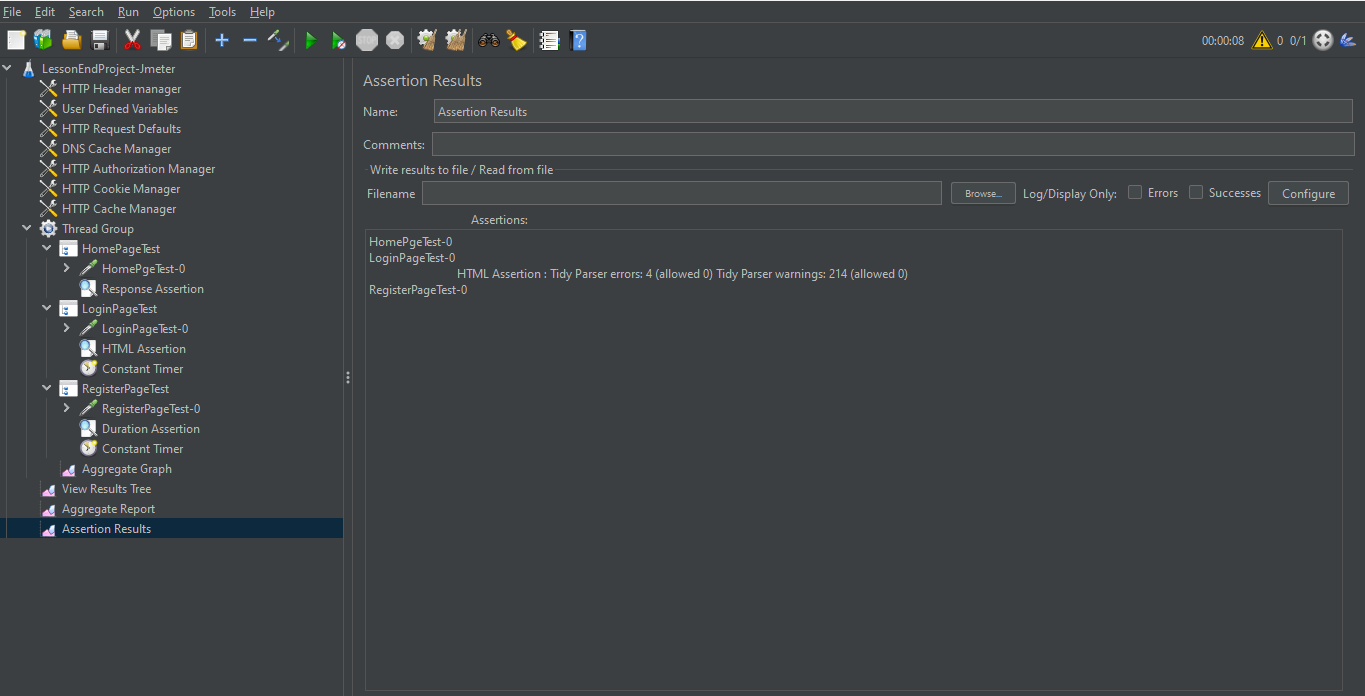 File Edit Search Run Options Tools Help
00:00:08 0 0/1
LessonEndProject-Jmeter
HTTP Header manager
User Defined Variables
HTTP Request Defaults
DNS Cache Manager
HTTP Authorization Manager
HTTP Cookie Manager
HTTP Cache Manager
Thread Group
HomePageTest
HomePgeTest-0
Response Assertion
LoginPageTest
LoginPageTest-0
HTML Assertion
Constant Timer
RegisterPageTest
RegisterPageTest-0
Duration Assertion
Constant Timer
Aggregate Graph
View Results Tree
Aggregate Report
Assertion Results
Assertion Results
Name: Assertion Results
Comments:
Write results to file / Read from file
Filename Browse... Log/Display Only: Errors Successes Configure
Assertions:
HomePgeTest-0
LoginPageTest-0
HTML Assertion : Tidy Parser errors: 4 (allowed 0) Tidy Parser warnings: 214 (allowed 0)
RegisterPageTest-0